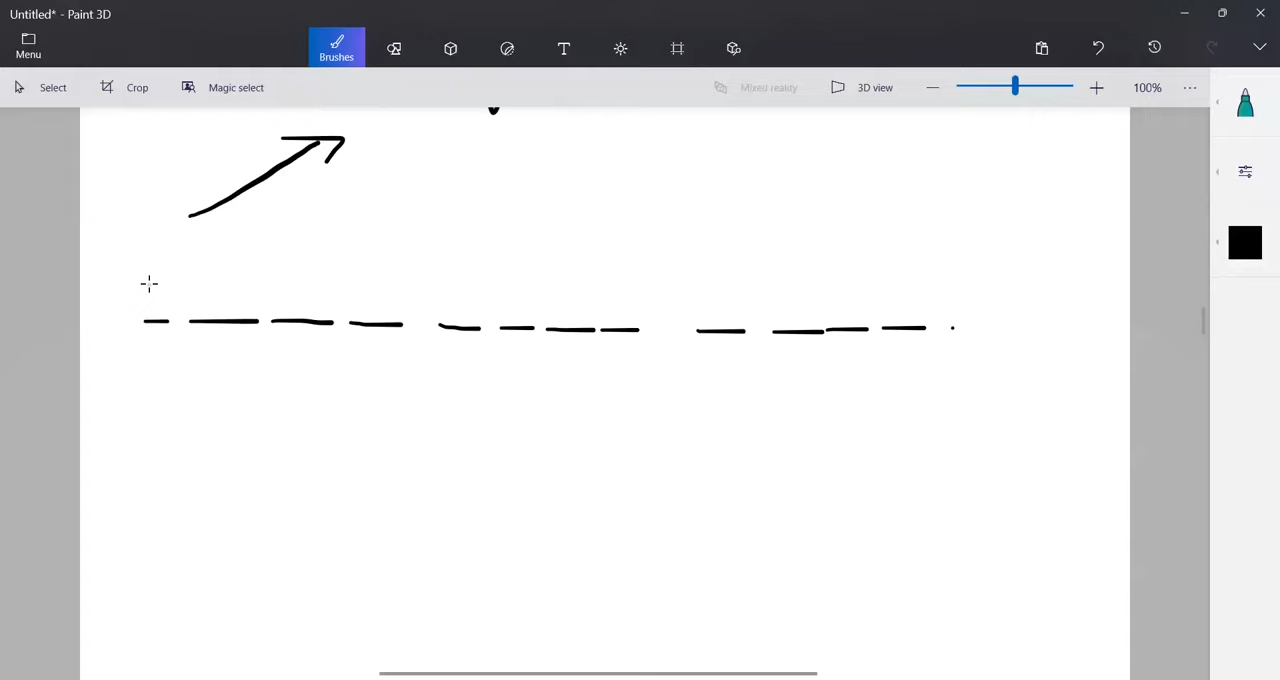 Untitled* - Paint 3D
Menu
Brushes
Select Crop Magic select Mixed reality 3D view 100%